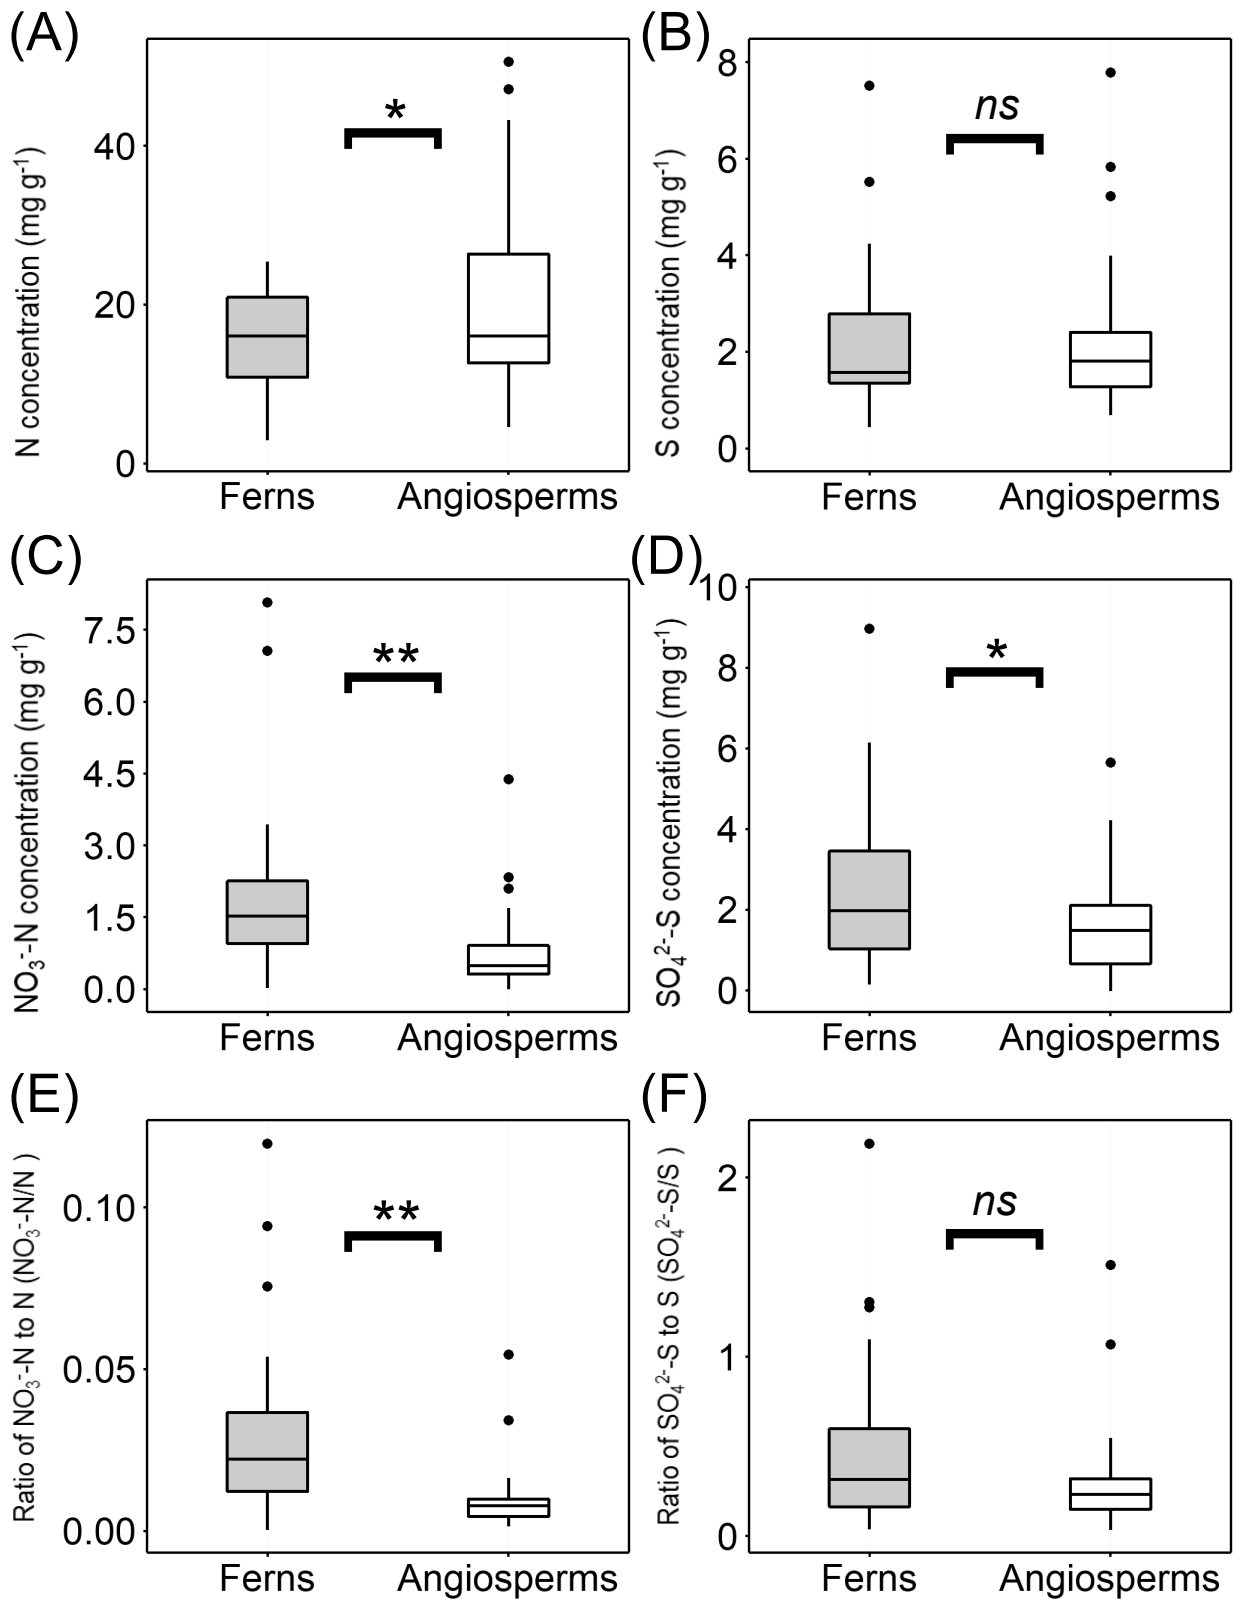 (A)
N concentration (mg g⁻¹)
40
20
0
*
Ferns
Angiosperms
(B)
S concentration (mg g⁻¹)
8
6
4
2
0
ns
Ferns
Angiosperms
(C)
NO₃⁻-N concentration (mg g⁻¹)
7.5
6.0
4.5
3.0
1.5
0.0
**
Ferns
Angiosperms
(D)
SO₄²⁻-S concentration (mg g⁻¹)
10
8
6
4
2
0
*
Ferns
Angiosperms
(E)
Ratio of NO₃⁻-N to N (NO₃⁻-N/N )
0.10
0.05
0.00
**
Ferns
Angiosperms
(F)
Ratio of SO₄²⁻-S to S (SO₄²⁻-S/S )
2
1
0
ns
Ferns
Angiosperms